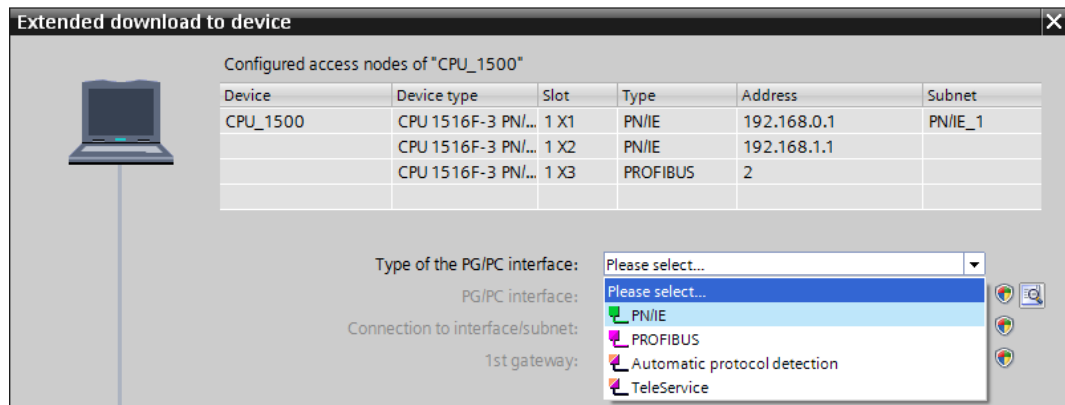 Extended download to device
Configured access nodes of "CPU_1500"
Device Device type Slot Type Address Subnet
CPU_1500 CPU 1516F-3 PN/... 1 X1 PN/IE 192.168.0.1 PN/IE_1
CPU 1516F-3 PN/... 1 X2 PN/IE 192.168.1.1
CPU 1516F-3 PN/... 1 X3 PROFIBUS 2
Type of the PG/PC interface: Please select...
PG/PC interface: Please select...
PN/IE
Connection to interface/subnet: PROFIBUS
1st gateway: Automatic protocol detection
TeleService